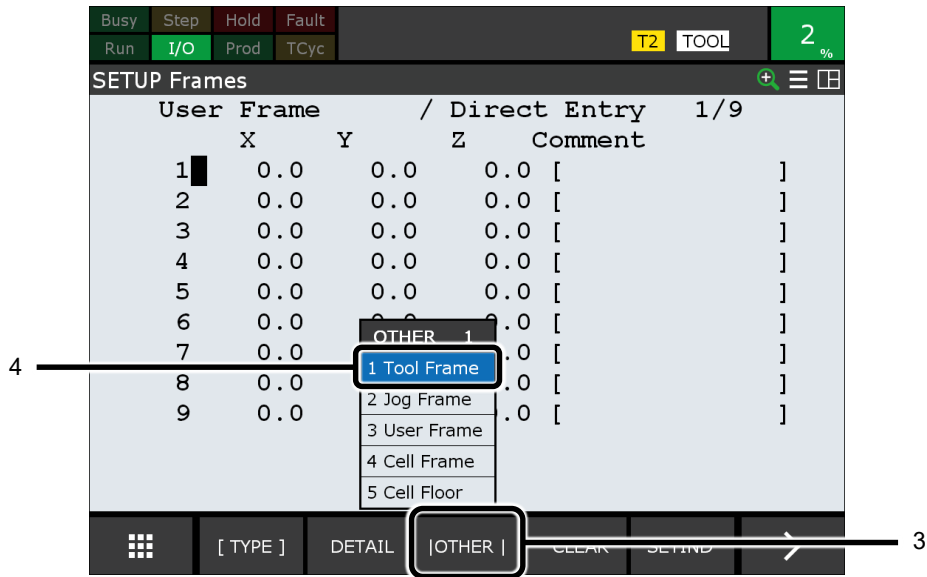 Busy Step Hold Fault
Run I/O Prod TCyc T2 TOOL 2 %
SETUP Frames
User Frame / Direct Entry 1/9
X Y Z Comment
1 0.0 0.0 0.0 [ ]
2 0.0 0.0 0.0 [ ]
3 0.0 0.0 0.0 [ ]
4 0.0 0.0 0.0 [ ]
5 0.0 0.0 0.0 [ ]
6 0.0 .0 [ ]
OTHER 1
7 0.0 .0 [ ]
4 1 Tool Frame
8 0.0 .0 [ ]
2 Jog Frame
9 0.0 .0 [ ]
3 User Frame
4 Cell Frame
5 Cell Floor
[ TYPE ] DETAIL |OTHER | CLEAR SETIND > 3